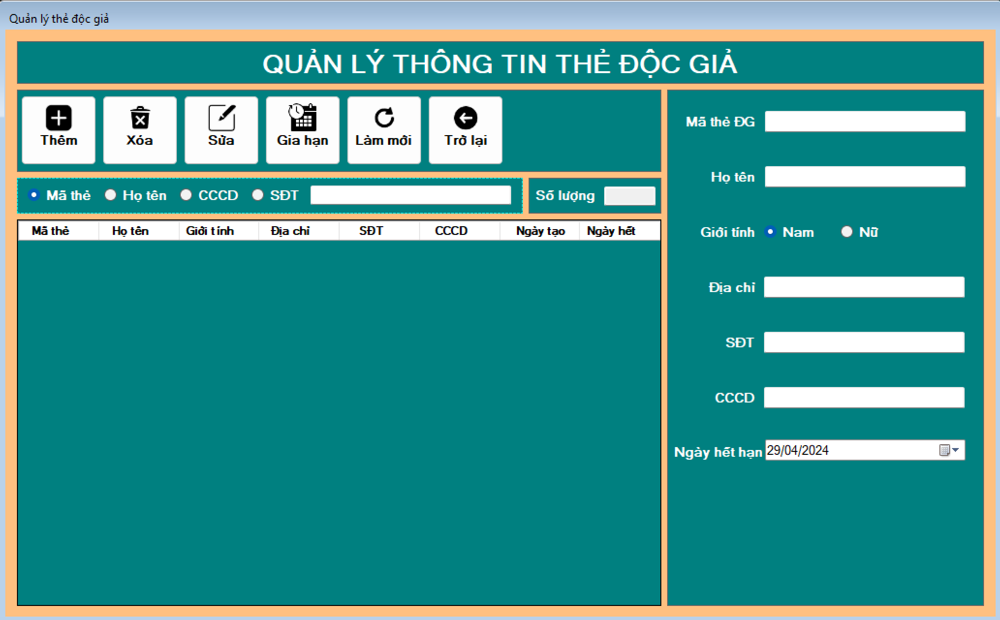 Quản lý thẻ độc giả
QUẢN LÝ THÔNG TIN THẺ ĐỘC GIẢ
Thêm Xóa Sửa Gia hạn Làm mới Trở lại
Mã thẻ Họ tên CCCD SĐT Số lượng
Mã thẻ Họ tên Giới tính Địa chỉ SĐT CCCD Ngày tạo Ngày hết
Mã thẻ ĐG
Họ tên
Giới tính Nam Nữ
Địa chỉ
SĐT
CCCD
Ngày hết hạn 29/04/2024